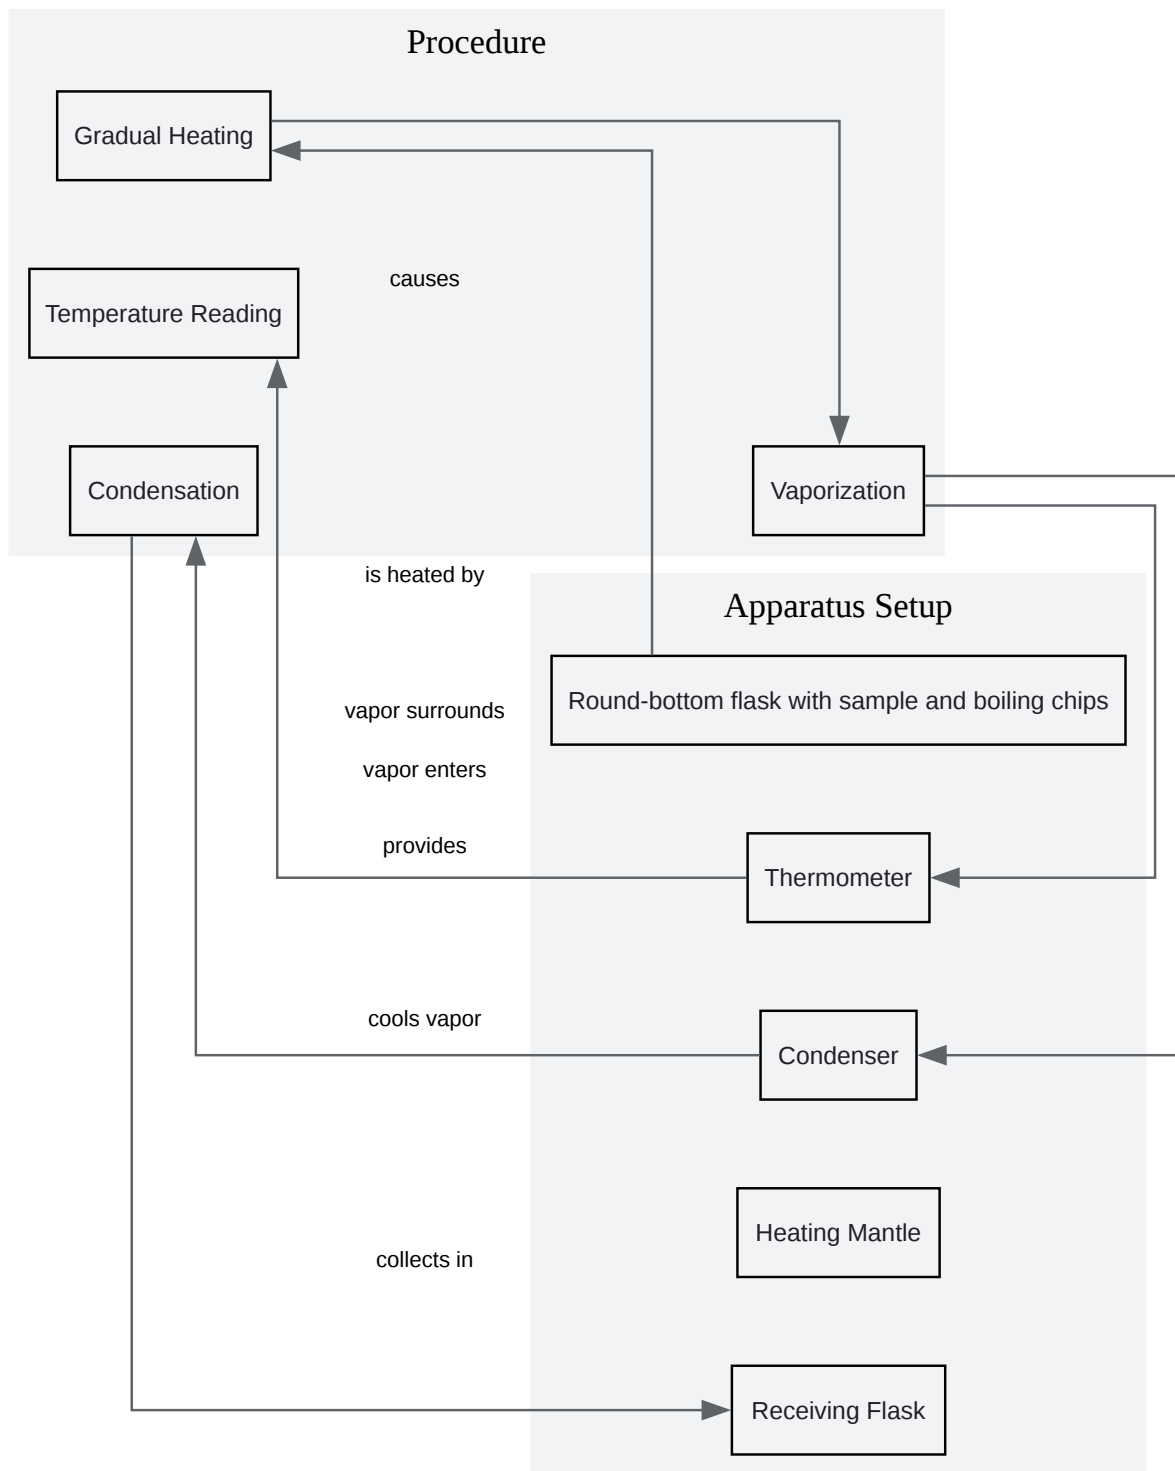 Procedure
Gradual Heating
causes
Temperature Reading
Condensation
Vaporization
is heated by
Apparatus Setup
Round-bottom flask with sample and boiling chips
vapor surrounds
vapor enters
provides
Thermometer
cools vapor
Condenser
Heating Mantle
collects in
Receiving Flask